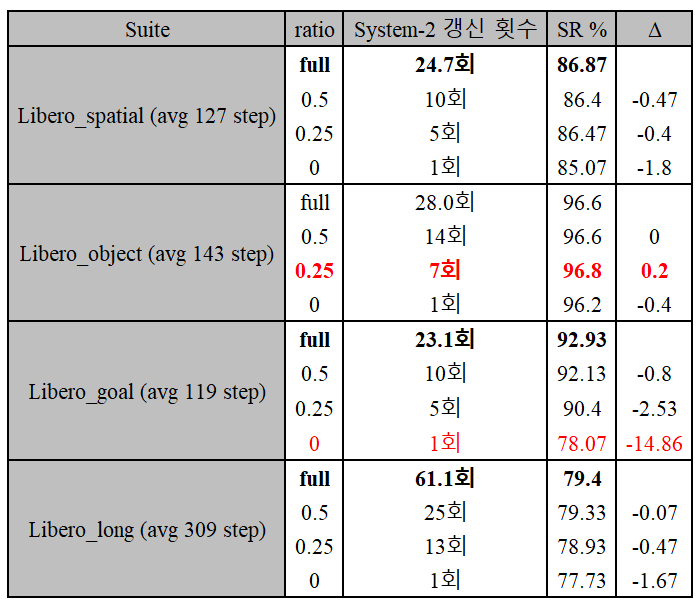 Suite ratio System-2 갱신 횟수 SR % Δ
Libero_spatial (avg 127 step)
full 24.7회 86.87
0.5 10회 86.4 -0.47
0.25 5회 86.47 -0.4
0 1회 85.07 -1.8
Libero_object (avg 143 step)
full 28.0회 96.6
0.5 14회 96.6 0
0.25 7회 96.8 0.2
0 1회 96.2 -0.4
Libero_goal (avg 119 step)
full 23.1회 92.93
0.5 10회 92.13 -0.8
0.25 5회 90.4 -2.53
0 1회 78.07 -14.86
Libero_long (avg 309 step)
full 61.1회 79.4
0.5 25회 79.33 -0.07
0.25 13회 78.93 -0.47
0 1회 77.73 -1.67